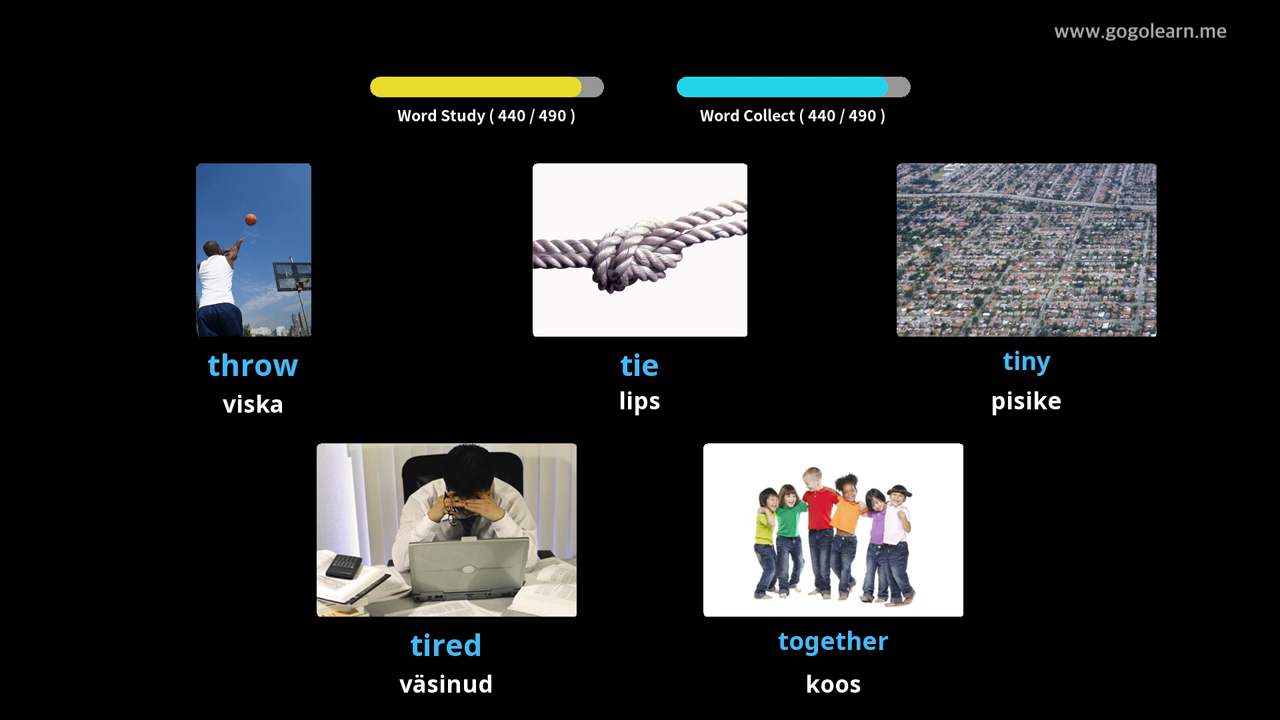 www.gogolearn.me
Word Study ( 440 / 490 )
Word Collect ( 440 / 490 )
throw
viska
tie
lips
tiny
pisike
tired
väsinud
together
koos